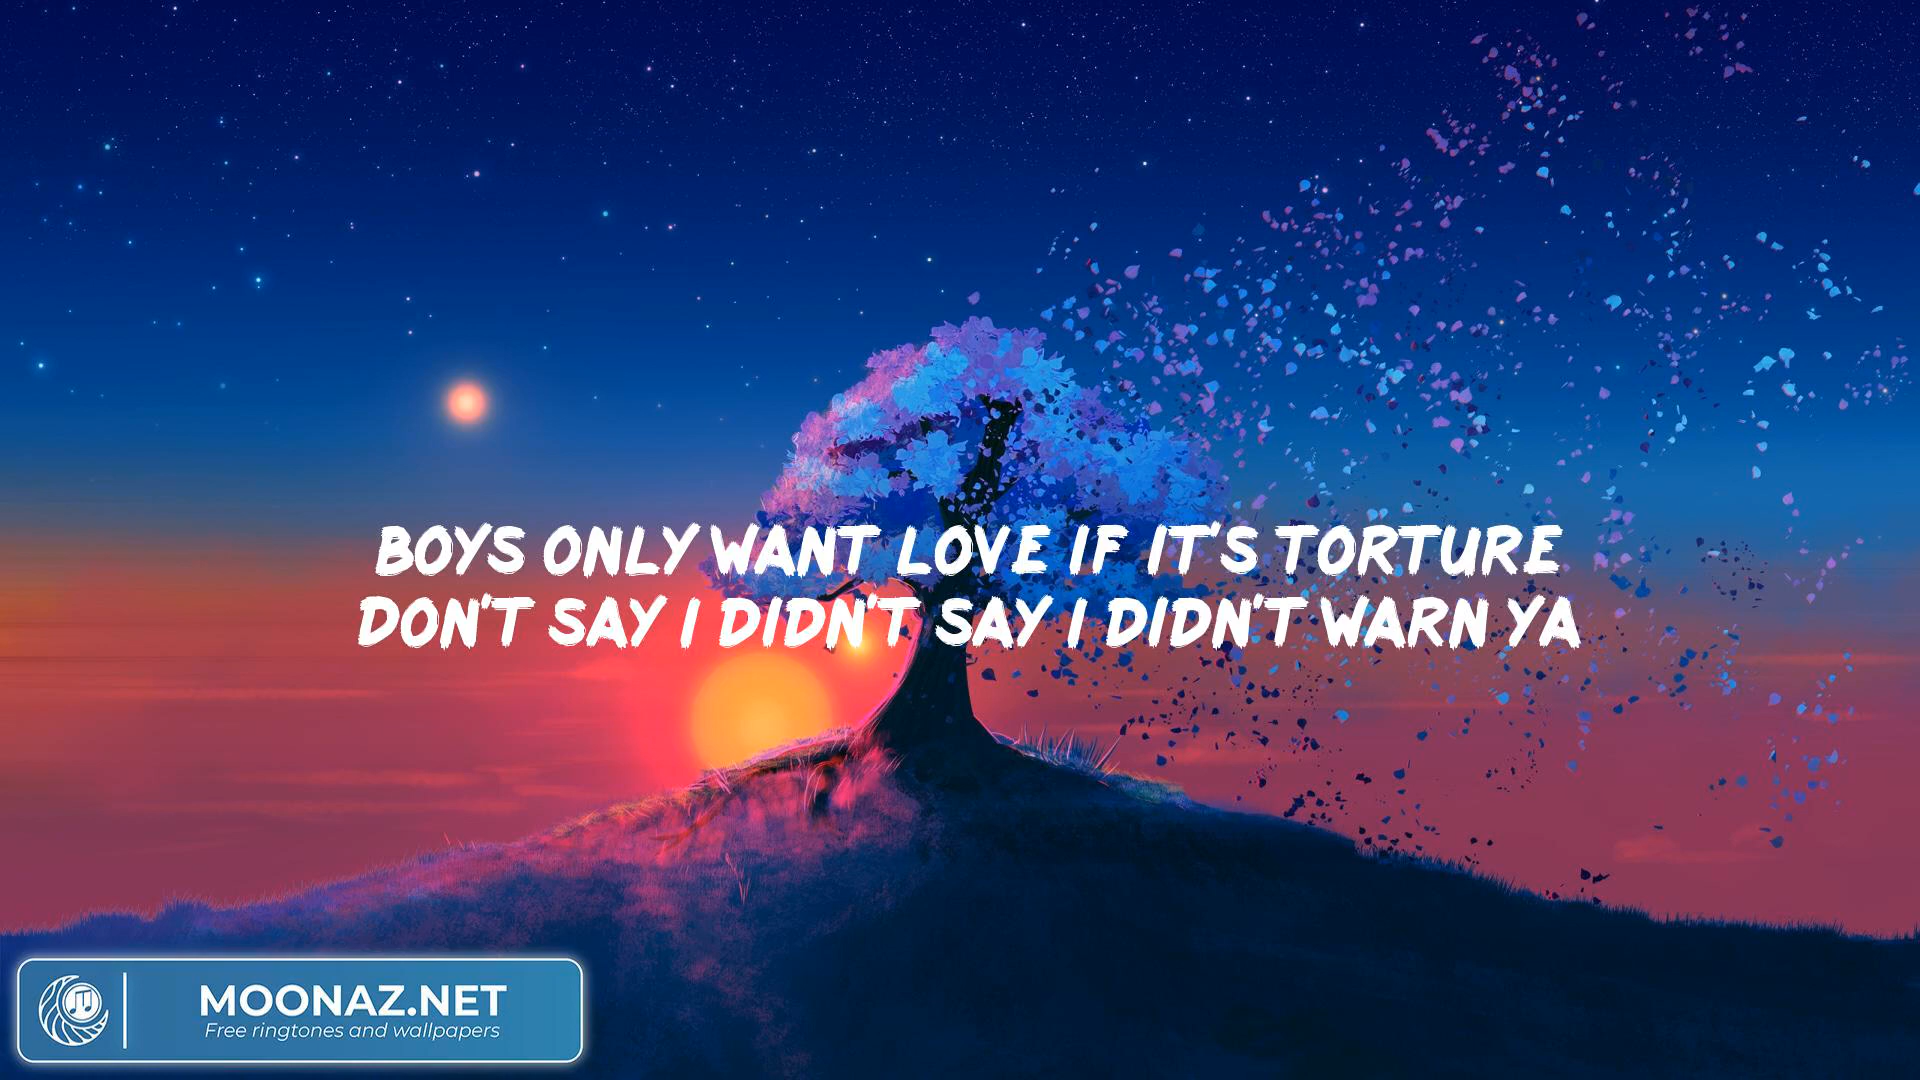 BOYS ONLY WANT LOVE IF IT'S TORTURE
DON'T SAY I DIDN'T SAY I DIDN'T WARN YA
MOONAZ.NET
Free ringtones and wallpapers